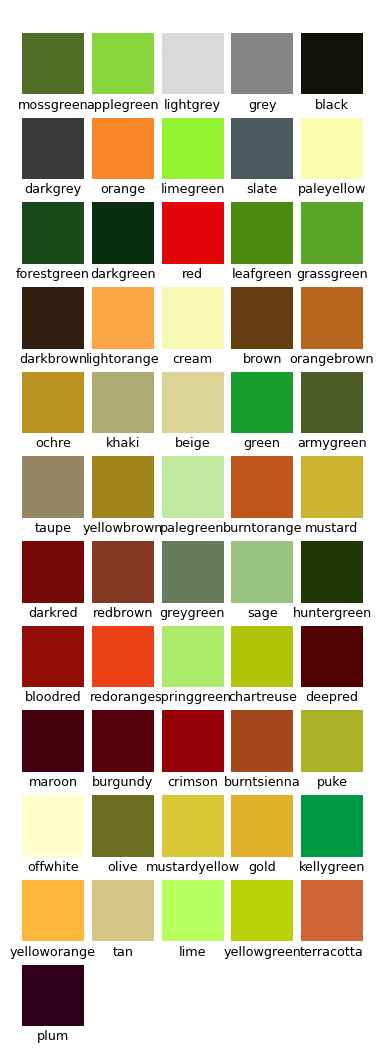 mossgreen applegreen lightgrey grey black
darkgrey orange limegreen slate paleyellow
forestgreen darkgreen red leafgreen grassgreen
darkbrown lightorange cream brown orangebrown
ochre khaki beige green armygreen
taupe yellowbrown palegreen burntorange mustard
darkred redbrown greygreen sage huntergreen
bloodred redorange springgreen chartreuse deepred
maroon burgundy crimson burntsienna puke
offwhite olive mustardyellow gold kellygreen
yelloworange tan lime yellowgreen terracotta
plum